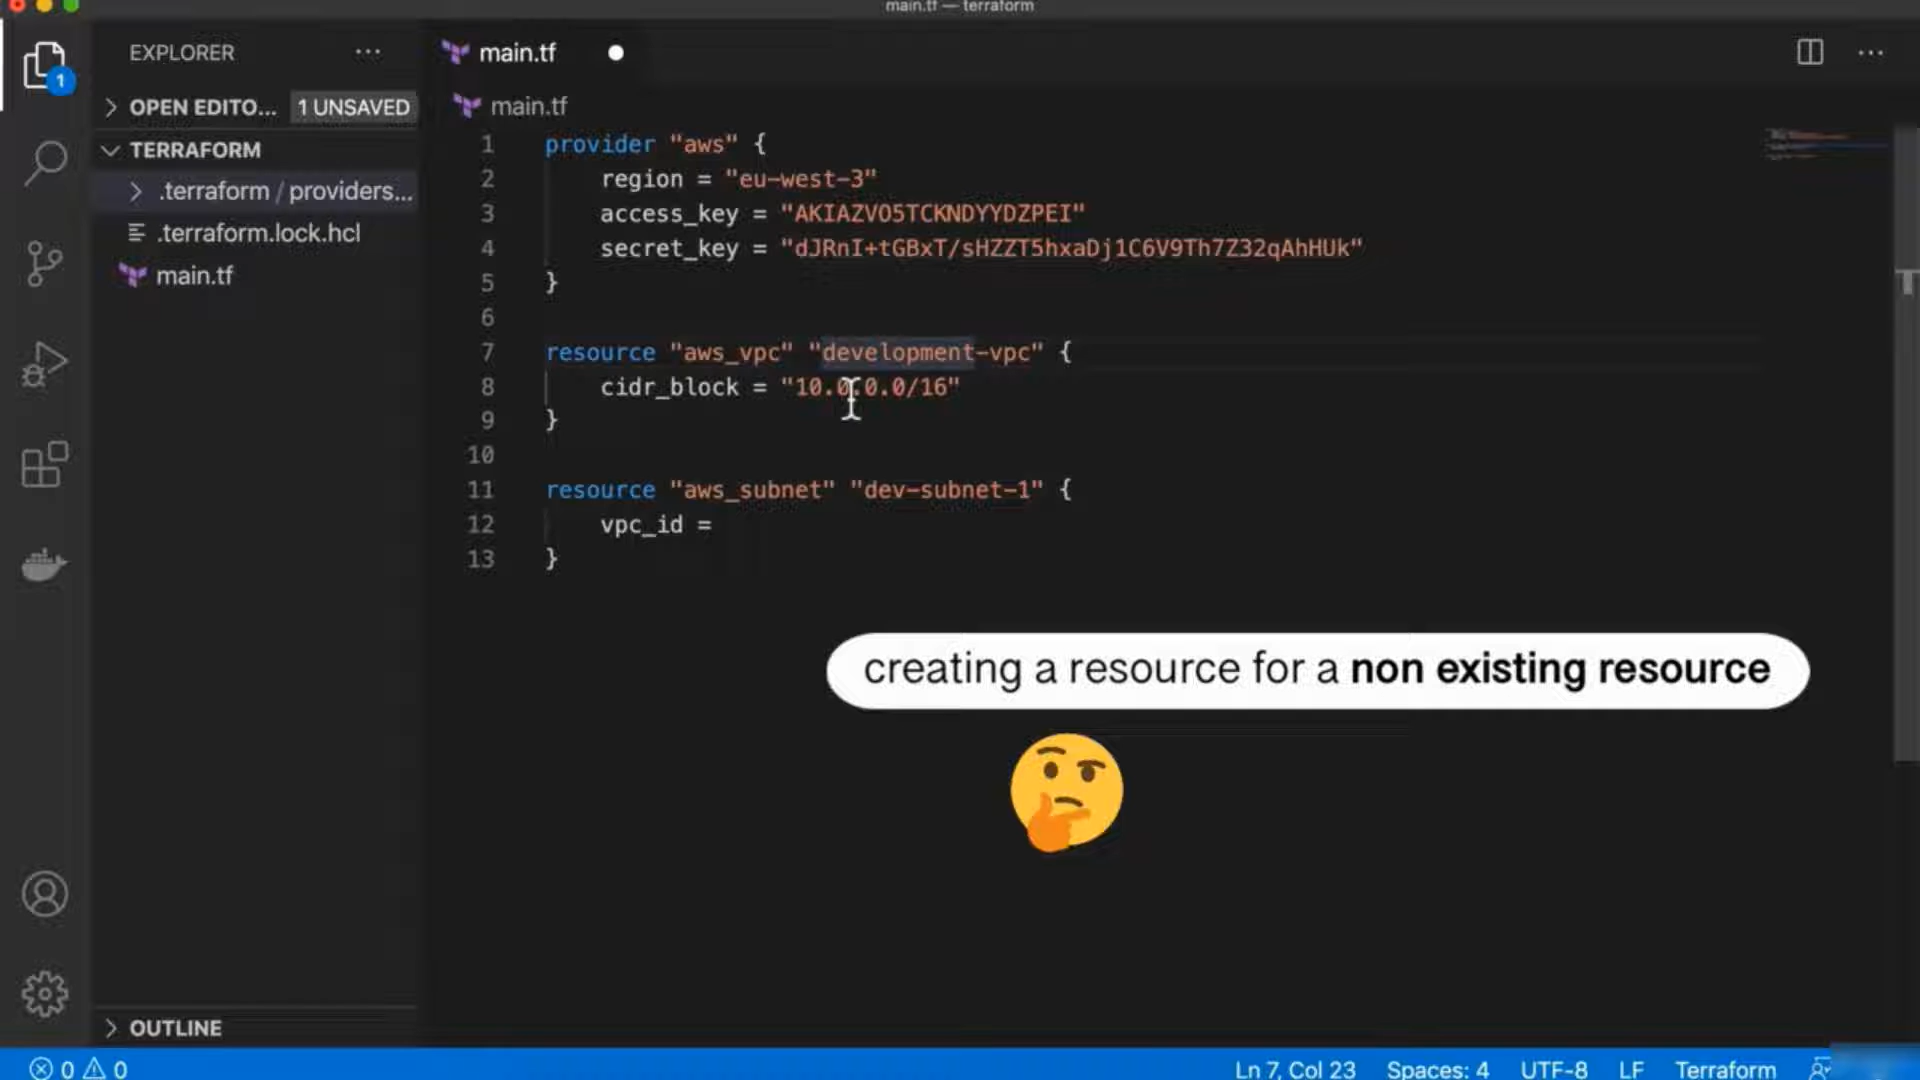 main.tf — terraform
EXPLORER ...
main.tf
1
OPEN EDITO... 1 UNSAVED
main.tf
TERRAFORM
.terraform / providers...
.terraform.lock.hcl
main.tf
1 provider "aws" {
2 region = "eu-west-3"
3 access_key = "AKIAZVO5TCKNDYYDZPEI"
4 secret_key = "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"
5 }
6
7 resource "aws_vpc" "development-vpc" {
8 cidr_block = "10.0.0.0/16"
9 }
10
11 resource "aws_subnet" "dev-subnet-1" {
12 vpc_id =
13 }
creating a resource for a non existing resource
OUTLINE
0 0
Ln 7, Col 23 Spaces: 4 UTF-8 LF Terraform